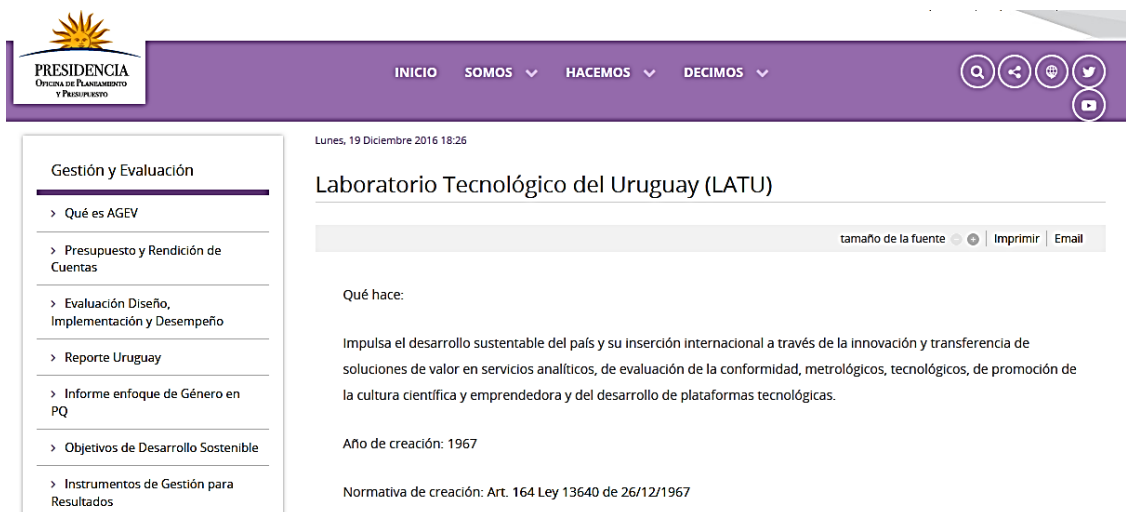 PRESIDENCIA
OFICINA DE PLANEAMIENTO
Y PRESUPUESTO
INICIO SOMOS HACEMOS DECIMOS
Lunes, 19 Diciembre 2016 18:26
Gestión y Evaluación
> Qué es AGEV
> Presupuesto y Rendición de
Cuentas
> Evaluación Diseño,
Implementación y Desempeño
> Reporte Uruguay
> Informe enfoque de Género en
PQ
> Objetivos de Desarrollo Sostenible
> Instrumentos de Gestión para
Resultados
Laboratorio Tecnológico del Uruguay (LATU)
tamaño de la fuente Imprimir Email
Qué hace:
Impulsa el desarrollo sustentable del país y su inserción internacional a través de la innovación y transferencia de
soluciones de valor en servicios analíticos, de evaluación de la conformidad, metrológicos, tecnológicos, de promoción de
la cultura científica y emprendedora y del desarrollo de plataformas tecnológicas.
Año de creación: 1967
Normativa de creación: Art. 164 Ley 13640 de 26/12/1967